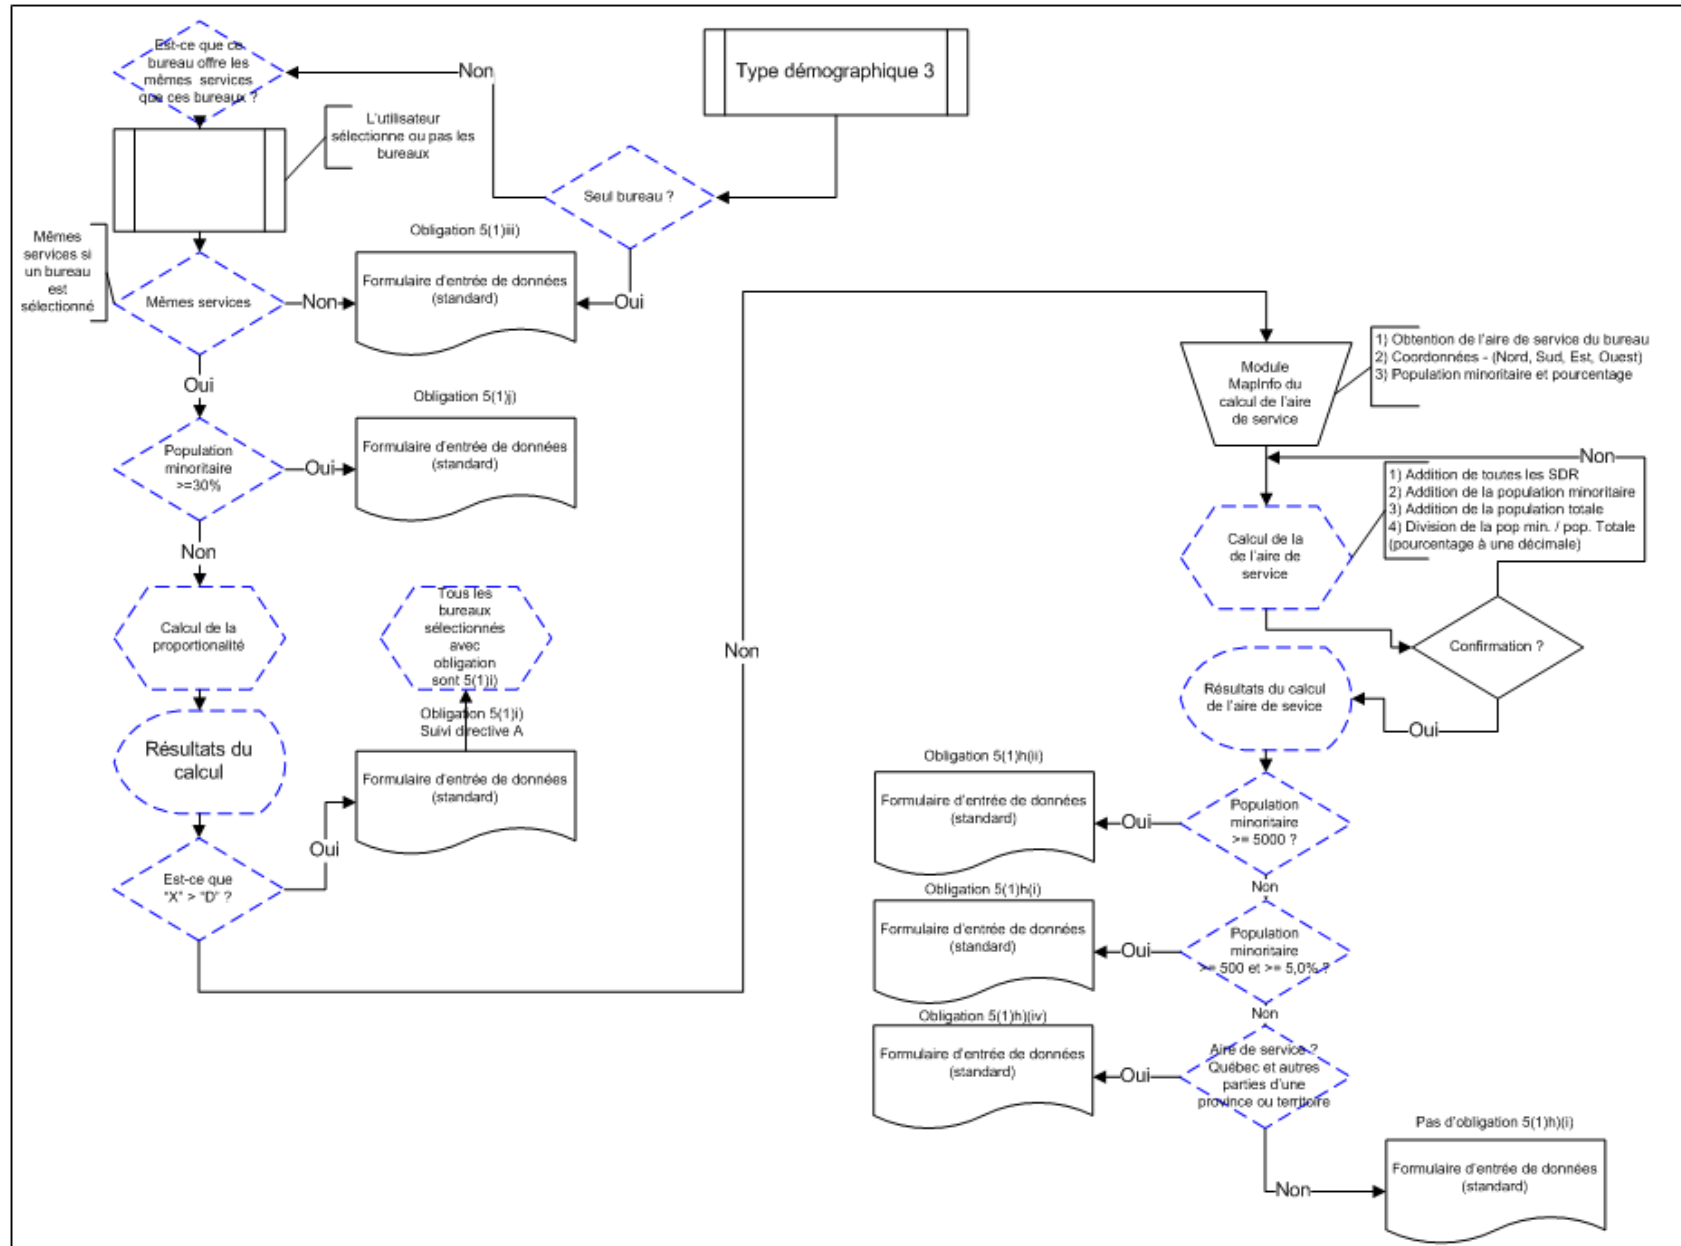 Type démographique 3
Seul bureau ?
Non
Est-ce que ce
bureau offre les
mêmes  services
que ces bureaux ?
L'utilisateur
sélectionne ou pas les
bureaux
Mêmes
services si
un bureau
est
sélectionné
Mêmes services
Non
Oui
Obligation 5(1)iii)
Formulaire d'entrée de données
(standard)
Oui
Population
minoritaire
>=30%
Oui
Obligation 5(1)j)
Formulaire d'entrée de données
(standard)
Non
Calcul de la
proportionalité
Résultats du
calcul
Est-ce que
"X" > "D" ?
Oui
Tous les
bureaux
sélectionnés
avec
obligation
sont 5(1)i)
Obligation 5(1)i)
Suivi directive A
Formulaire d'entrée de données
(standard)
Non
Module
MapInfo du
calcul de l'aire
de service
1) Obtention de l'aire de service du bureau
2) Coordonnées - (Nord, Sud, Est, Ouest)
3) Population minoritaire et pourcentage
Non
1) Addition de toutes les SDR
2) Addition de la population minoritaire
3) Addition de la population totale
4) Division de la pop min. / pop. Totale
(pourcentage à une décimale)
Calcul de la
de l'aire de
service
Confirmation ?
Oui
Résultats du calcul
de l'aire de sevice
Population
minoritaire
>= 5000 ?
Oui
Obligation 5(1)h(ii)
Formulaire d'entrée de données
(standard)
Non
Population
minoritaire
>= 500 et >= 5,0% ?
Oui
Obligation 5(1)h(i)
Formulaire d'entrée de données
(standard)
Non
Aire de service ?
Québec et autres
parties d'une
province ou territoire
Oui
Obligation 5(1)h)(iv)
Formulaire d'entrée de données
(standard)
Non
Pas d'obligation 5(1)h)(i)
Formulaire d'entrée de données
(standard)